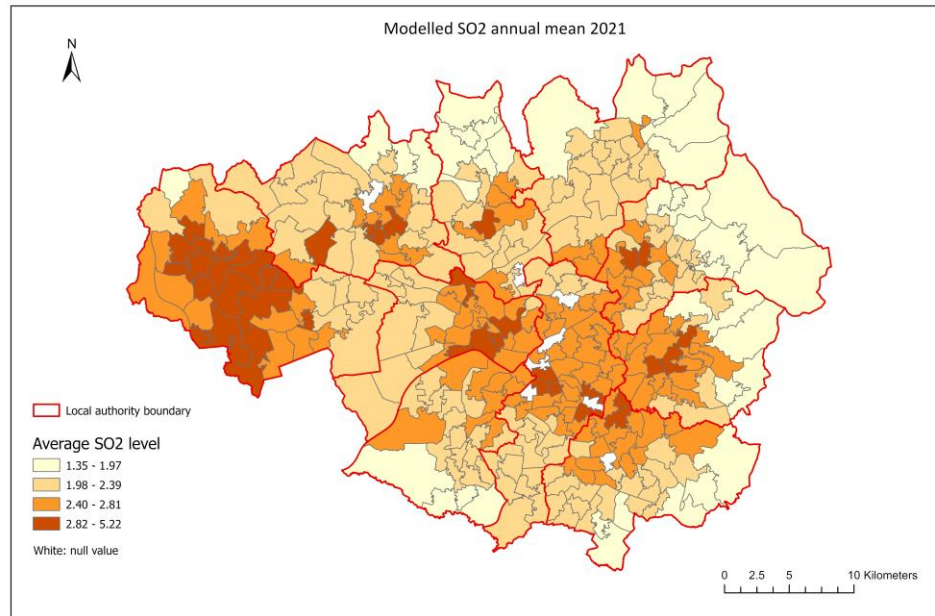 Modelled SO2 annual mean 2021
N
Local authority boundary
Average SO2 level
1.35 - 1.97
1.98 - 2.39
2.40 - 2.81
2.82 - 5.22
White: null value
0 2.5 5 10 Kilometers